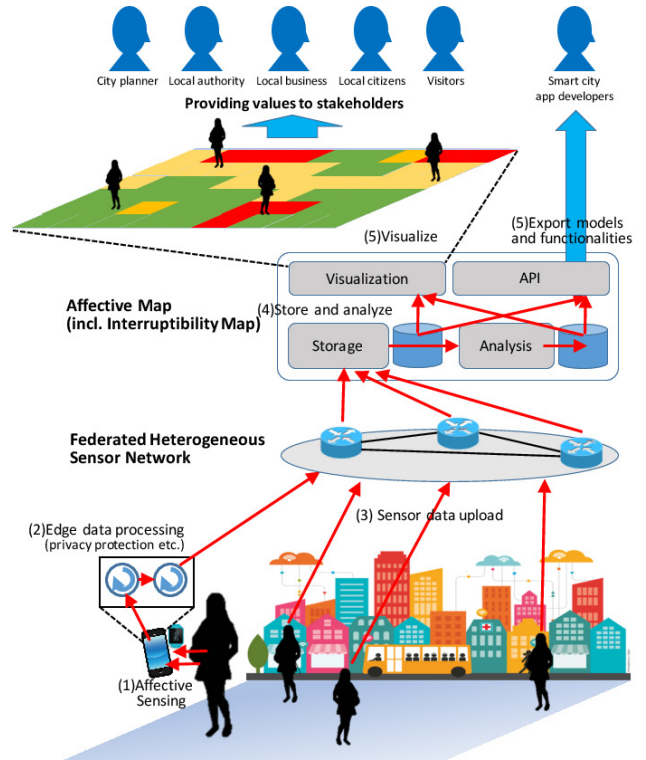 City planner
Local authority
Local business
Local citizens
Visitors
Smart city
app developers
Providing values to stakeholders
(5)Visualize
(5)Export models
and functionalities
Visualization
API
Affective Map
(incl. Interruptibility Map)
(4)Store and analyze
Storage
Analysis
Federated Heterogeneous
Sensor Network
(3) Sensor data upload
(2)Edge data processing
(privacy protection etc.)
(1)Affective
Sensing